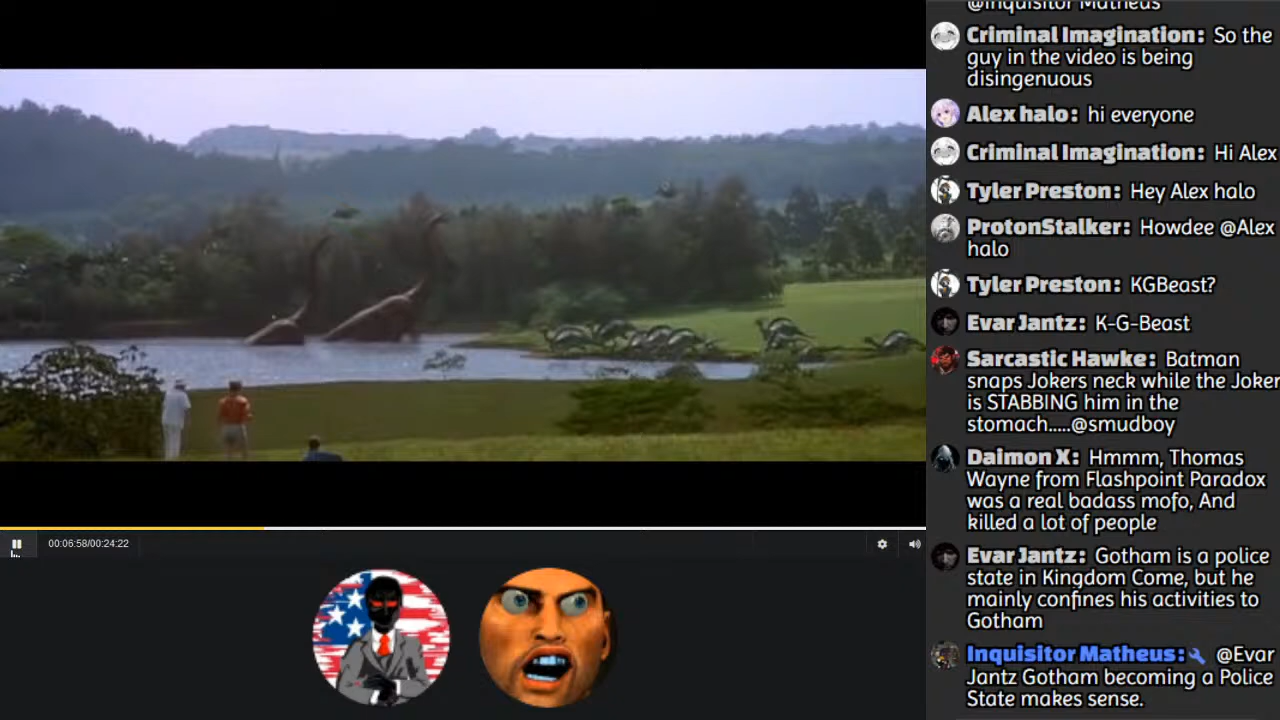 @Inquisitor Matheus
Criminal Imagination: So the
guy in the video is being
disingenuous
Alex halo: hi everyone
Criminal Imagination: Hi Alex
Tyler Preston: Hey Alex halo
ProtonStalker: Howdee @Alex
halo
Tyler Preston: KGBeast?
Evar Jantz: K-G-Beast
Sarcastic Hawke: Batman
snaps Jokers neck while the Joker
is STABBING him in the
stomach.....@smudboy
Daimon X: Hmmm, Thomas
Wayne from Flashpoint Paradox
was a real badass mofo, And
killed a lot of people
Evar Jantz: Gotham is a police
state in Kingdom Come, but he
mainly confines his activities to
Gotham
Inquisitor Matheus: @Evar
Jantz Gotham becoming a Police
State makes sense.
00:06:58/00:24:22